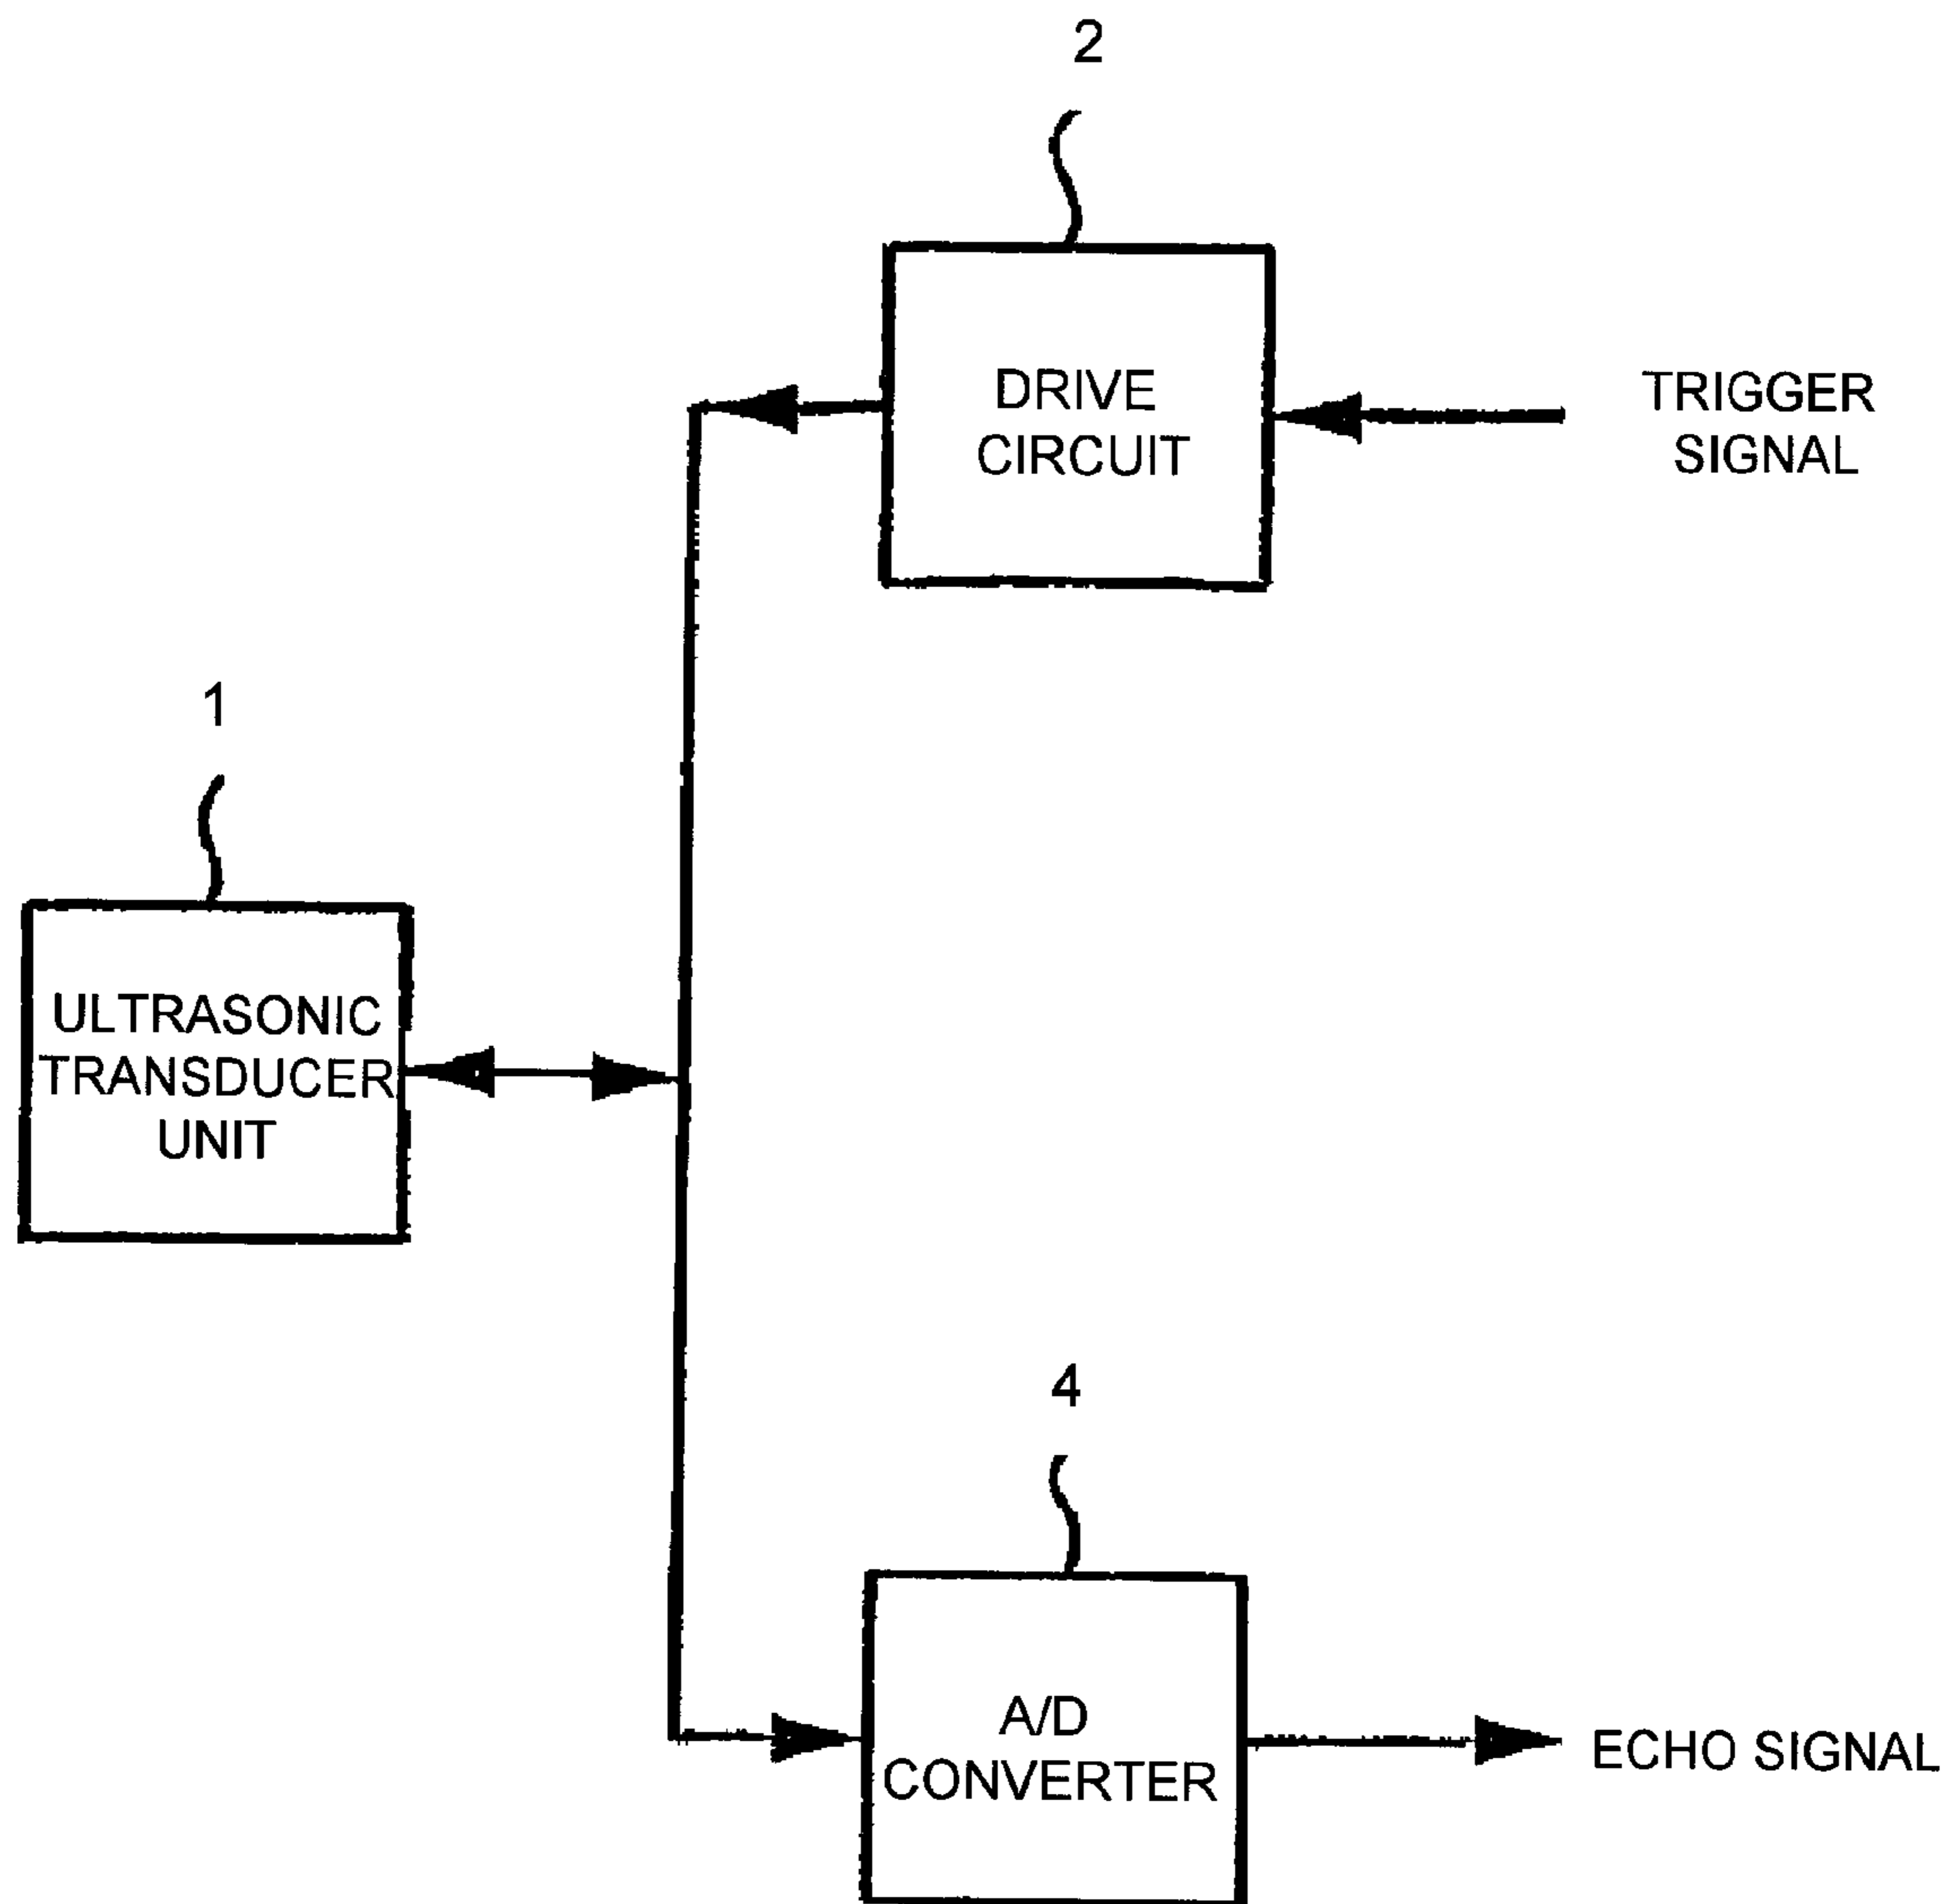 2
DRIVE
CIRCUIT
TRIGGER
SIGNAL
1
ULTRASONIC
TRANSDUCER
UNIT
4
A/D
CONVERTER
ECHO SIGNAL